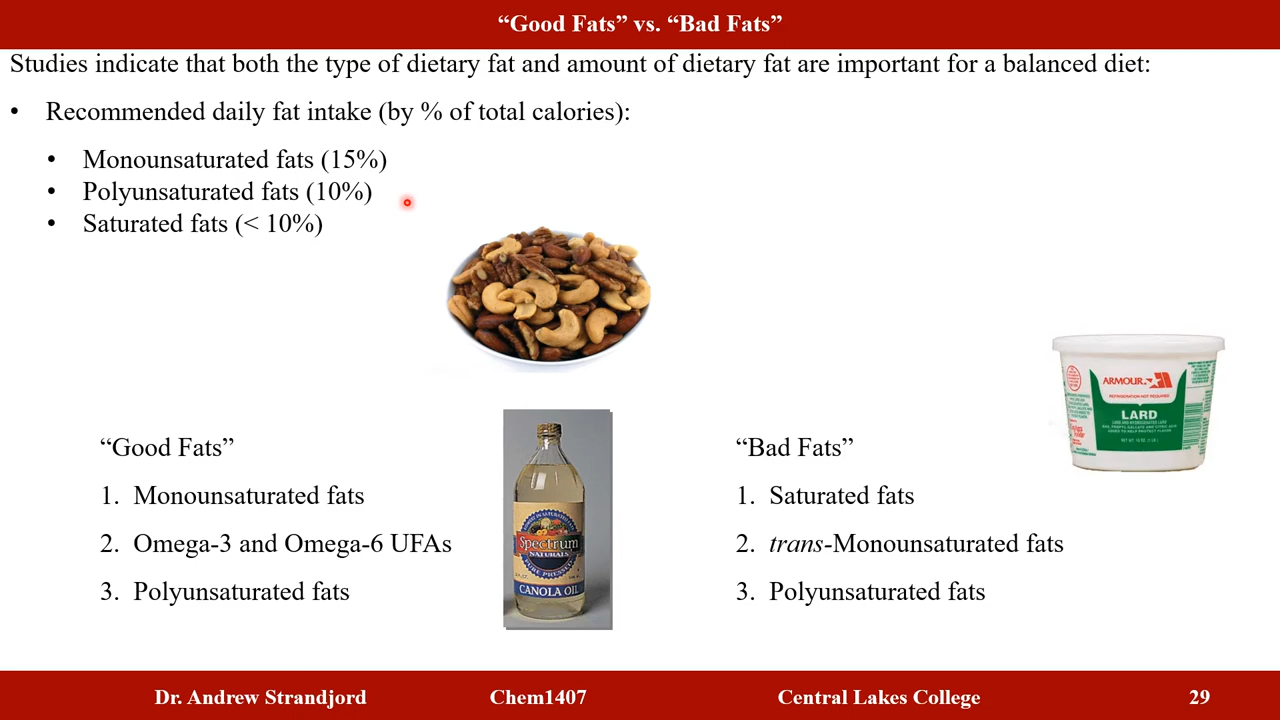 “Good Fats” vs. “Bad Fats”
Studies indicate that both the type of dietary fat and amount of dietary fat are important for a balanced diet:
• Recommended daily fat intake (by % of total calories):
• Monounsaturated fats (15%)
• Polyunsaturated fats (10%)
• Saturated fats (< 10%)
ARMOUR
REFRIGERATION NOT REQUIRED
LARD
“Good Fats”
1. Monounsaturated fats
2. Omega-3 and Omega-6 UFAs
3. Polyunsaturated fats
Spectrum
NATURALS
CANOLA OIL
“Bad Fats”
1. Saturated fats
2. trans-Monounsaturated fats
3. Polyunsaturated fats
Dr. Andrew Strandjord Chem1407 Central Lakes College 29